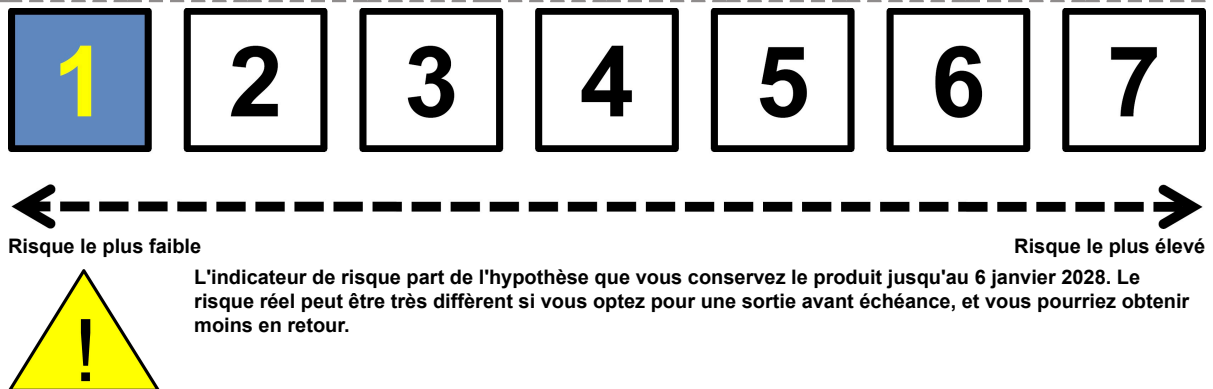 1 2 3 4 5 6 7
Risque le plus faible Risque le plus élevé
L'indicateur de risque part de l'hypothèse que vous conservez le produit jusqu'au 6 janvier 2028. Le
risque réel peut être très diffèrent si vous optez pour une sortie avant échéance, et vous pourriez obtenir
moins en retour.
!